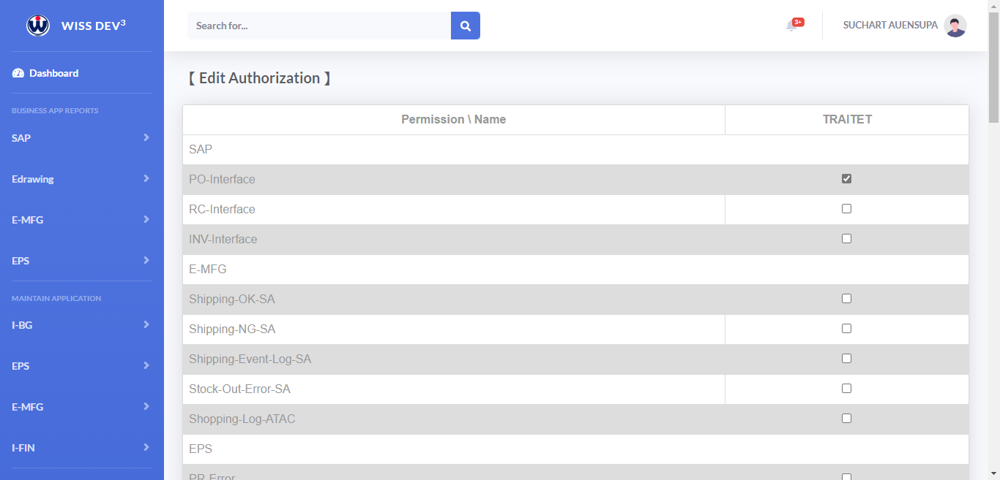 WISS DEV3
Search for...
3+
SUCHART AUENSUPA
Dashboard
BUSINESS APP REPORTS
SAP
Edrawing
E-MFG
EPS
MAINTAIN APPLICATION
I-BG
EPS
E-MFG
I-FIN
【 Edit Authorization 】
Permission \ Name TRAITET
SAP
PO-Interface
RC-Interface
INV-Interface
E-MFG
Shipping-OK-SA
Shipping-NG-SA
Shipping-Event-Log-SA
Stock-Out-Error-SA
Shopping-Log-ATAC
EPS
PR-Error